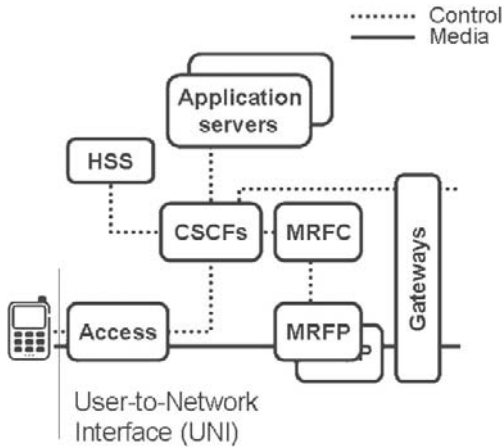 Control
Media
Application
servers
HSS
CSCFs
MRFC
Gateways
Access
MRFP
P
User-to-Network
Interface (UNI)